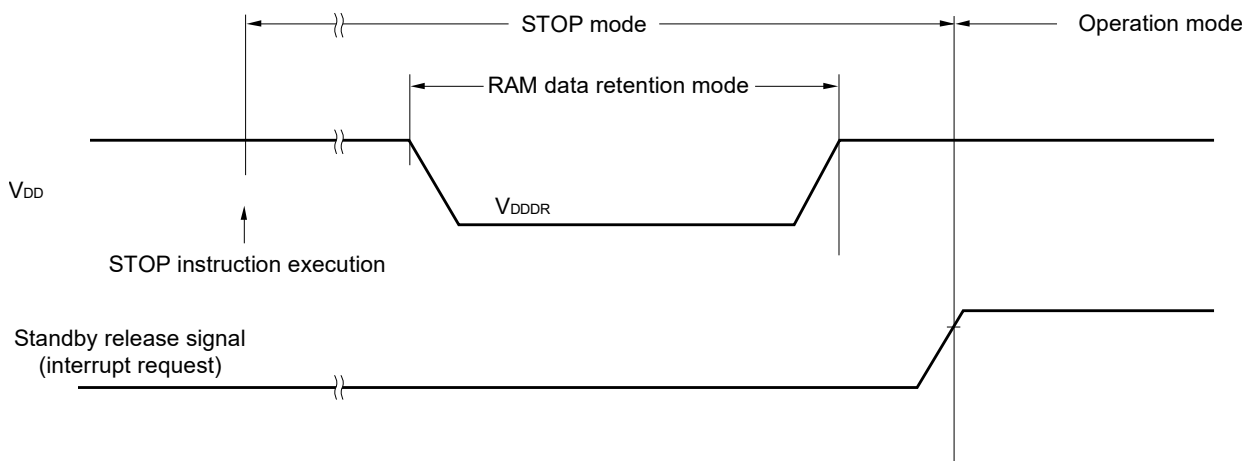 STOP mode
Operation mode
RAM data retention mode
VDD
VDDDR
STOP instruction execution
Standby release signal
(interrupt request)